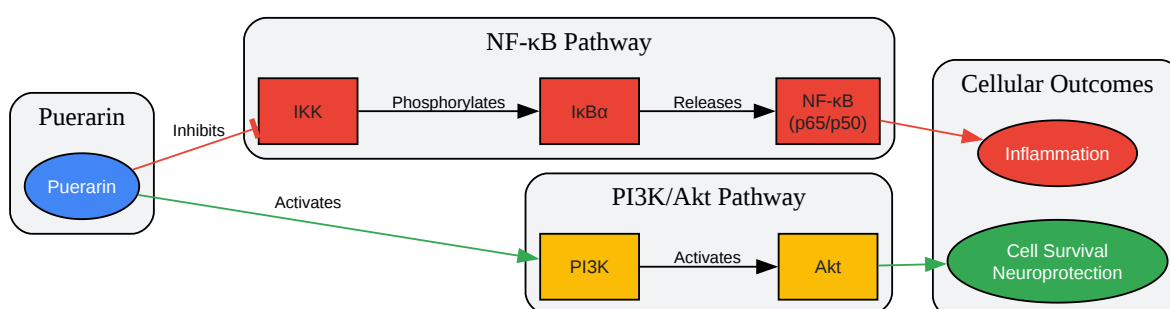 NF-κB Pathway
IKK
Phosphorylates
IκBα
Releases
NF-κB
(p65/p50)
Puerarin
Puerarin
Inhibits
Activates
PI3K/Akt Pathway
PI3K
Activates
Akt
Cellular Outcomes
Inflammation
Cell Survival
Neuroprotection